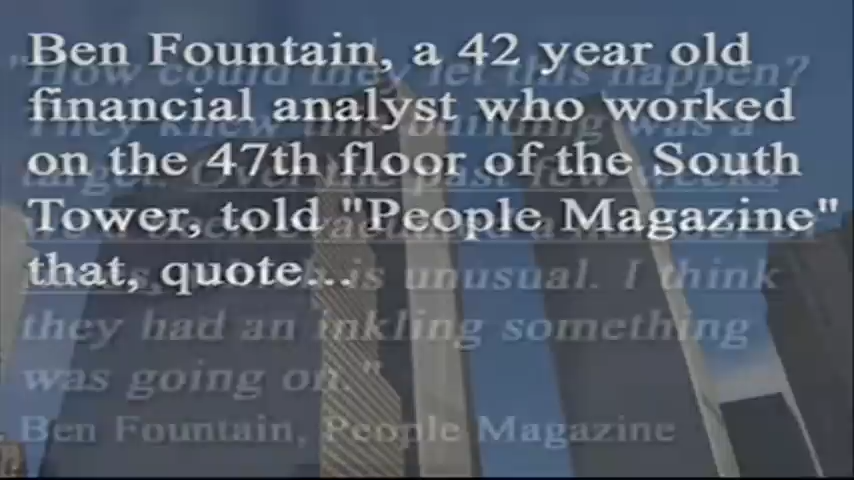 Ben Fountain, a 42 year old
financial analyst who worked
on the 47th floor of the South
Tower, told "People Magazine"
that, quote...
"How could they let this happen?
They knew this building was a
target. Over the past few weeks
is unusual. I think
they had an inkling something
was going on."
Ben Fountain, People Magazine